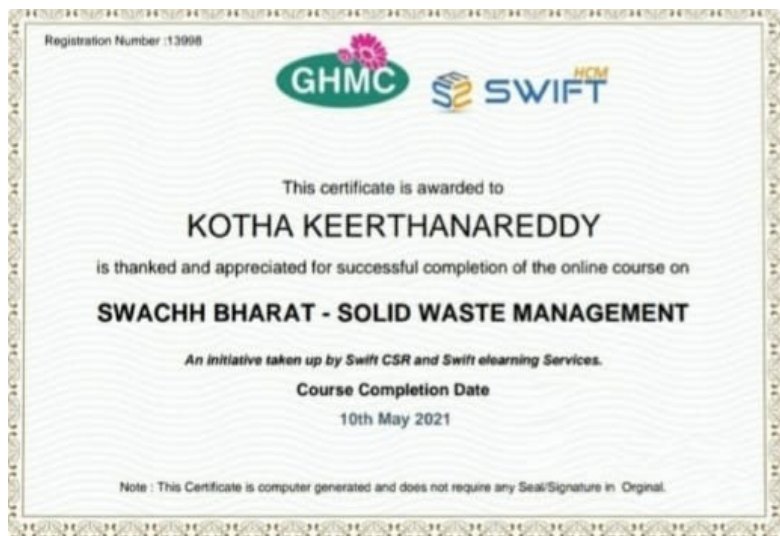 Registration Number :13998
GHMC
S2 SWIFT HCM
This certificate is awarded to
KOTHA KEERTHANAREDDY
is thanked and appreciated for successful completion of the online course on
SWACHH BHARAT - SOLID WASTE MANAGEMENT
An initiative taken up by Swift CSR and Swift elearning Services.
Course Completion Date
10th May 2021
Note : This Certificate is computer generated and does not require any Seal/Signature in Orginal.